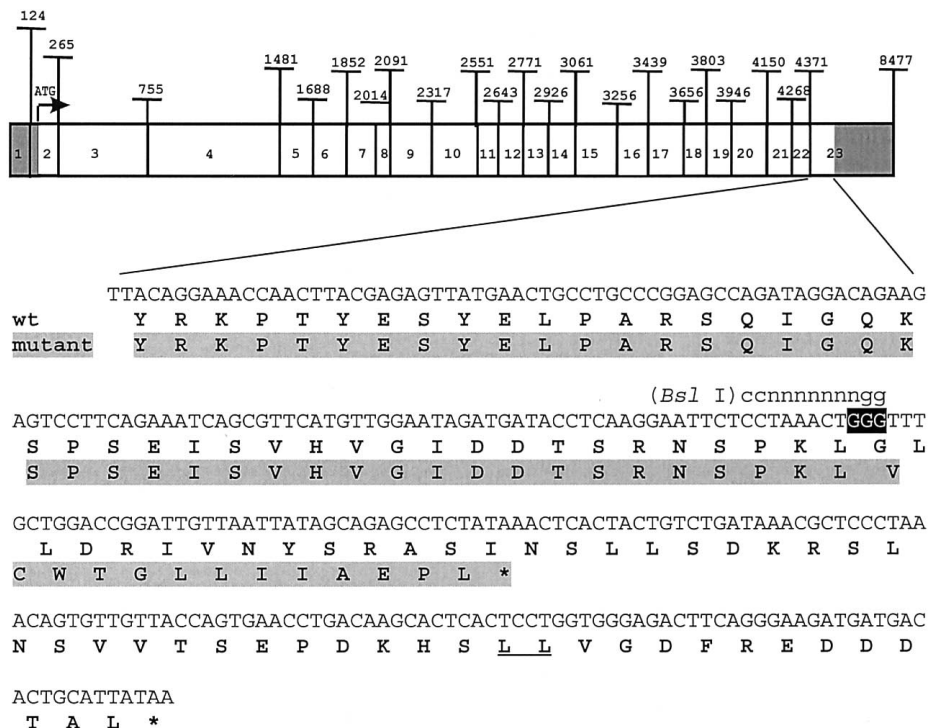 124
265
ATG
755
1481
1688
1852
2014
2091
2317
2551
2643
2771
2926
3061
3256
3439
3656
3803
3946
4150
4268
4371
8477
1 2 3 4 5 6 7 8 9 10 11 12 13 14 15 16 17 18 19 20 21 22 23
TTACAGGAAACCAACTTACGAGAGTTATGAACTGCCTGCCCGGAGCCAGATAGGACAGAAG
wt Y R K P T Y E S Y E L P A R S Q I G Q K
mutant Y R K P T Y E S Y E L P A R S Q I G Q K
(Bsl I)ccnnnnnnngg
AGTCCTTCAGAAATCAGCGTTCATGTTGGAATAGATGATACCTCAAGGAATTCTCCTAAACTGGGTTT
S P S E I S V H V G I D D T S R N S P K L G L
S P S E I S V H V G I D D T S R N S P K L V
GCTGGACCGGATTGTTAATTATAGCAGAGCCTCTATAAACTCACTACTGTCTGATAAACGCTCCCTAA
L D R I V N Y S R A S I N S L L S D K R S L
C W T G L L I I A E P L *
ACAGTGTTGTTACCAGTGAACCTGACAAGCACTCACTCCTGGTGGGAGACTTCAGGGAAGATGATGAC
N S V V T S E P D K H S L L V G D F R E D D D
ACTGCATTATAA
T A L *